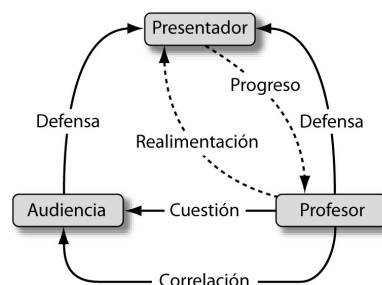 Presentador
Progreso
Defensa
Defensa
Realimentación
Audiencia
Cuestión
Profesor
Correlación